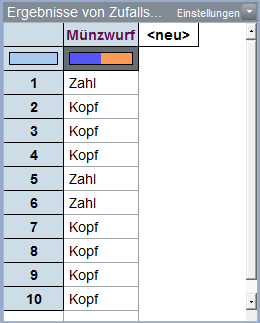 Ergebnisse von Zufalls... Einstellungen
Münzwurf <neu>
1 Zahl
2 Kopf
3 Kopf
4 Kopf
5 Zahl
6 Zahl
7 Kopf
8 Kopf
9 Kopf
10 Kopf